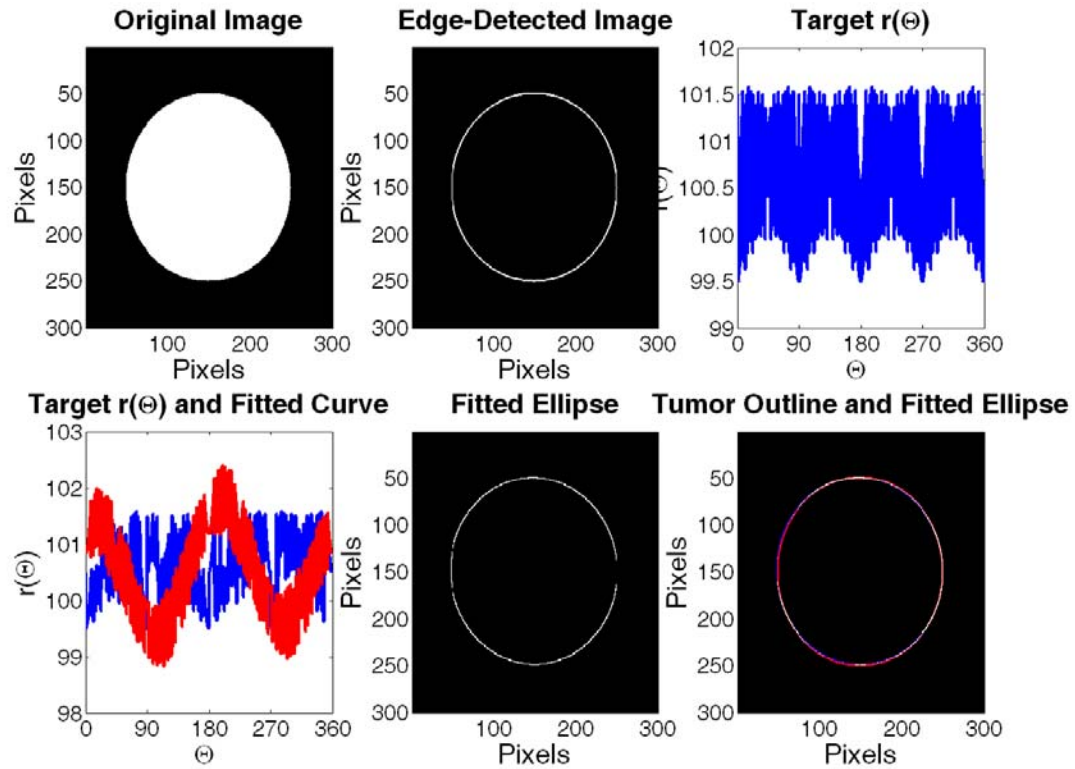 Original Image
Edge-Detected Image
Target r(Θ)
Pixels
50
100
150
200
250
300
100 200 300
Pixels
Pixels
50
100
150
200
250
300
100 200 300
Pixels
r(Θ)
102
101.5
101
100.5
100
99.5
99
0 90 180 270 360
Θ
Target r(Θ) and Fitted Curve
Fitted Ellipse
Tumor Outline and Fitted Ellipse
r(Θ)
103
102
101
100
99
98
0 90 180 270 360
Θ
Pixels
50
100
150
200
250
300
100 200 300
Pixels
Pixels
50
100
150
200
250
300
100 200 300
Pixels